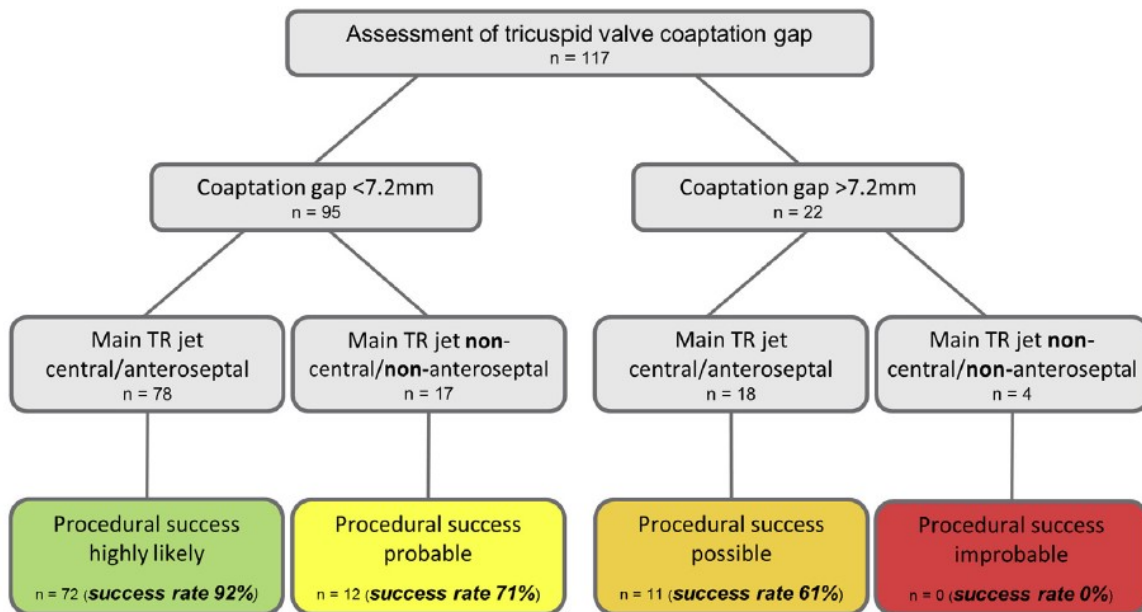 Assessment of tricuspid valve coaptation gap
n = 117
Coaptation gap <7.2mm
n = 95
Coaptation gap >7.2mm
n = 22
Main TR jet
central/anteroseptal
n = 78
Main TR jet non-
central/non-anteroseptal
n = 17
Main TR jet
central/anteroseptal
n = 18
Main TR jet non-
central/non-anteroseptal
n = 4
Procedural success
highly likely
n = 72 (success rate 92%)
Procedural success
probable
n = 12 (success rate 71%)
Procedural success
possible
n = 11 (success rate 61%)
Procedural success
improbable
n = 0 (success rate 0%)